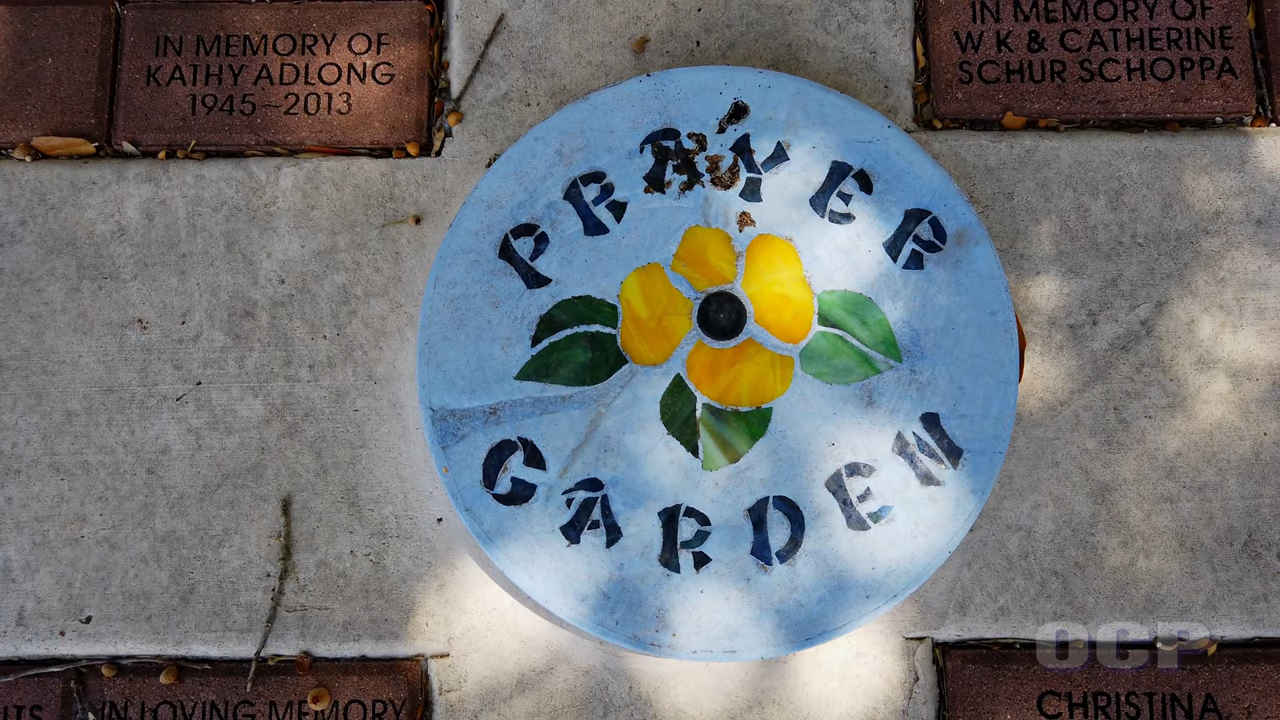 IN MEMORY OF
KATHY ADLONG
1945~2013
IN MEMORY OF
W K & CATHERINE
SCHUR SCHOPPA
PRAYER
GARDEN
IN LOVING MEMORY
OCP
CHRISTINA